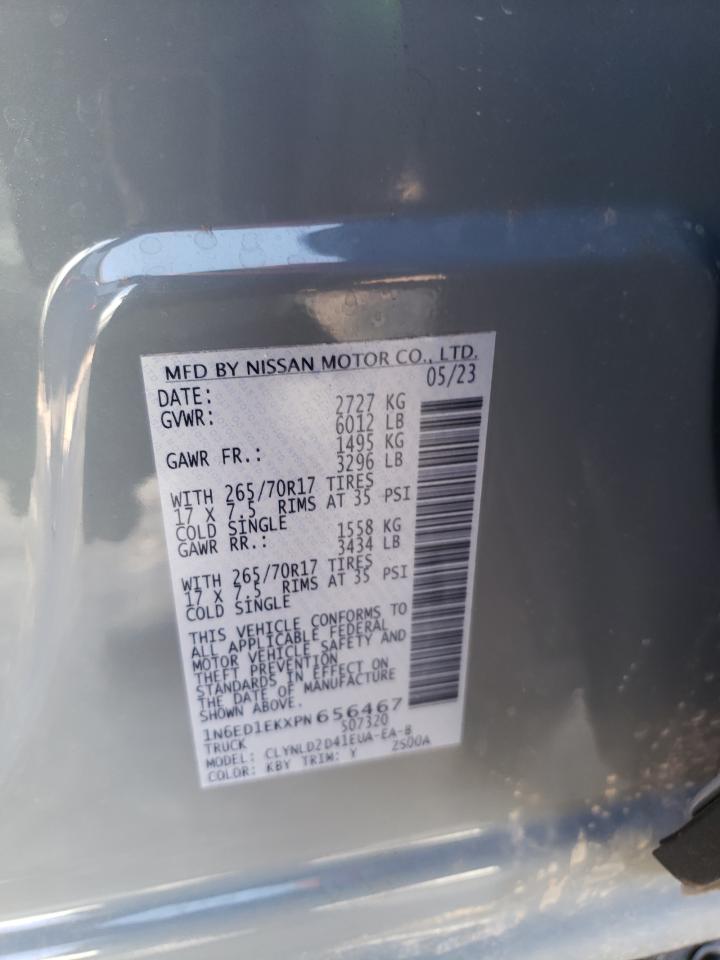 MFD BY NISSAN MOTOR CO., LTD.
DATE: 05/23
GVWR: 2727 KG
6012 LB
GAWR FR.: 1495 KG
3296 LB
WITH 265/70R17 TIRES
17 X 7.5 RIMS AT 35 PSI
COLD SINGLE
GAWR RR.: 1558 KG
3434 LB
WITH 265/70R17 TIRES
17 X 7.5 RIMS AT 35 PSI
COLD SINGLE
THIS VEHICLE CONFORMS TO
ALL APPLICABLE FEDERAL
MOTOR VEHICLE SAFETY AND
THEFT PREVENTION
STANDARDS IN EFFECT ON
THE DATE OF MANUFACTURE
SHOWN ABOVE.
1N6ED1EKXPN656467
TRUCK S07320
MODEL: CLYNLD2D41EUA-EA-B
COLOR: KBY TRIM: Y ZS00A